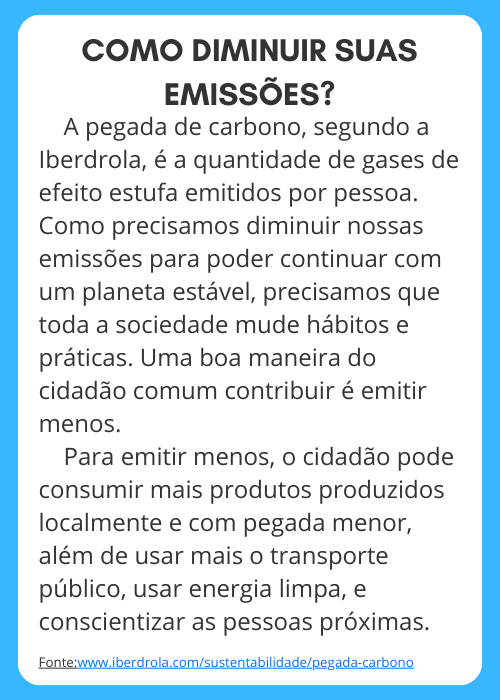 COMO DIMINUIR SUAS
EMISSÕES?
A pegada de carbono, segundo a
Iberdrola, é a quantidade de gases de
efeito estufa emitidos por pessoa.
Como precisamos diminuir nossas
emissões para poder continuar com
um planeta estável, precisamos que
toda a sociedade mude hábitos e
práticas. Uma boa maneira do
cidadão comum contribuir é emitir
menos.
Para emitir menos, o cidadão pode
consumir mais produtos produzidos
localmente e com pegada menor,
além de usar mais o transporte
público, usar energia limpa, e
conscientizar as pessoas próximas.
Fonte:www.iberdrola.com/sustentabilidade/pegada-carbono